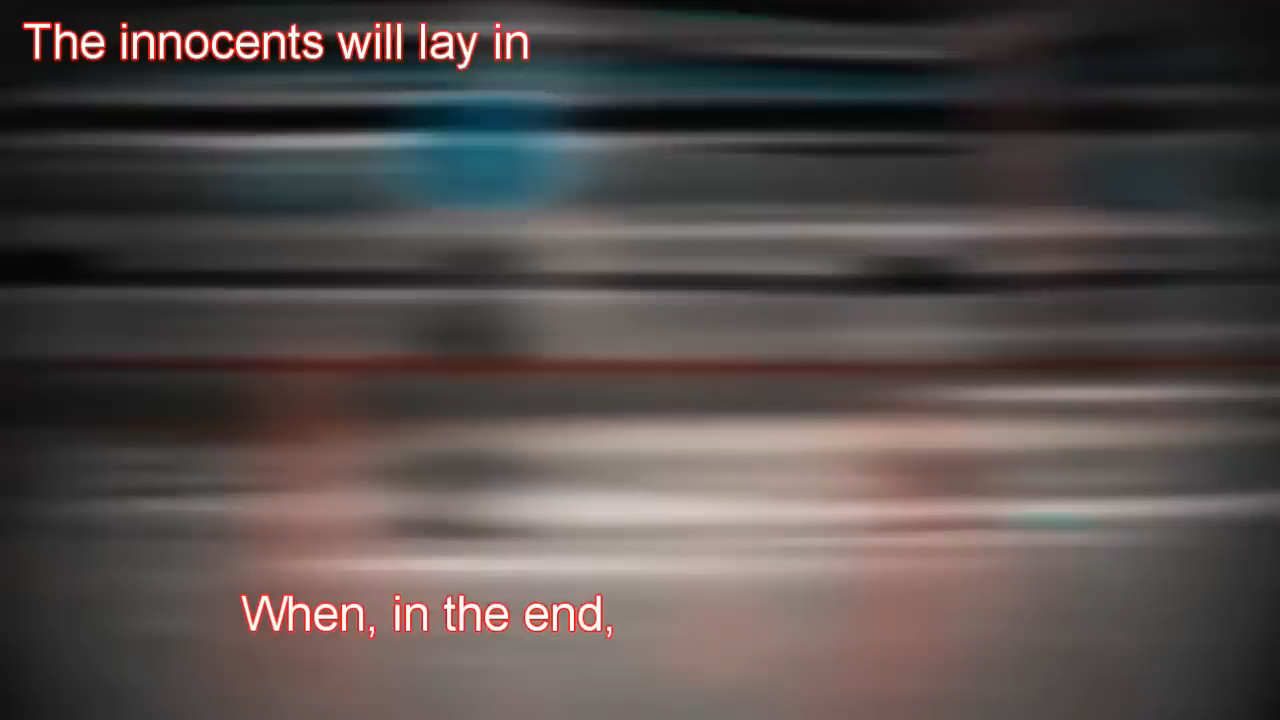 The innocents will lay in
When, in the end,